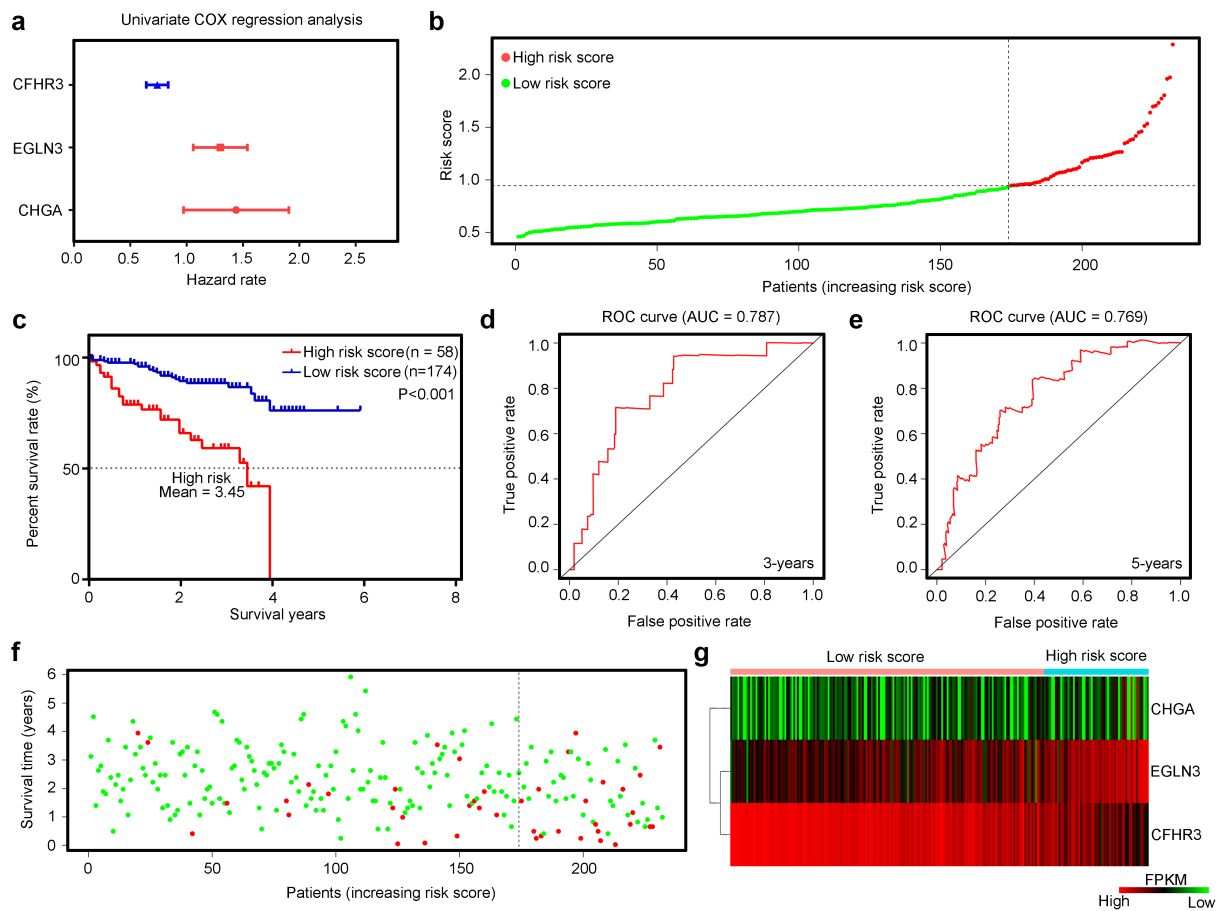 a
Univariate COX regression analysis
CFHR3
EGLN3
CHGA
0.0 0.5 1.0 1.5 2.0 2.5
Hazard rate
b
High risk score
Low risk score
Risk score
2.0
1.5
1.0
0.5
0 50 100 150 200
Patients (increasing risk score)
c
High risk score(n = 58)
Low risk score (n=174)
P<0.001
Percent survival rate (%)
100
50
0
High risk
Mean = 3.45
0 2 4 6 8
Survival years
d
ROC curve (AUC = 0.787)
True positive rate
1.0
0.8
0.6
0.4
0.2
0.0
3-years
0.0 0.2 0.4 0.6 0.8 1.0
False positive rate
e
ROC curve (AUC = 0.769)
True positive rate
1.0
0.8
0.6
0.4
0.2
0.0
5-years
0.0 0.2 0.4 0.6 0.8 1.0
False positive rate
f
Survival time (years)
6
5
4
3
2
1
0
0 50 100 150 200
Patients (increasing risk score)
g
Low risk score High risk score
CHGA
EGLN3
CFHR3
FPKM
High Low